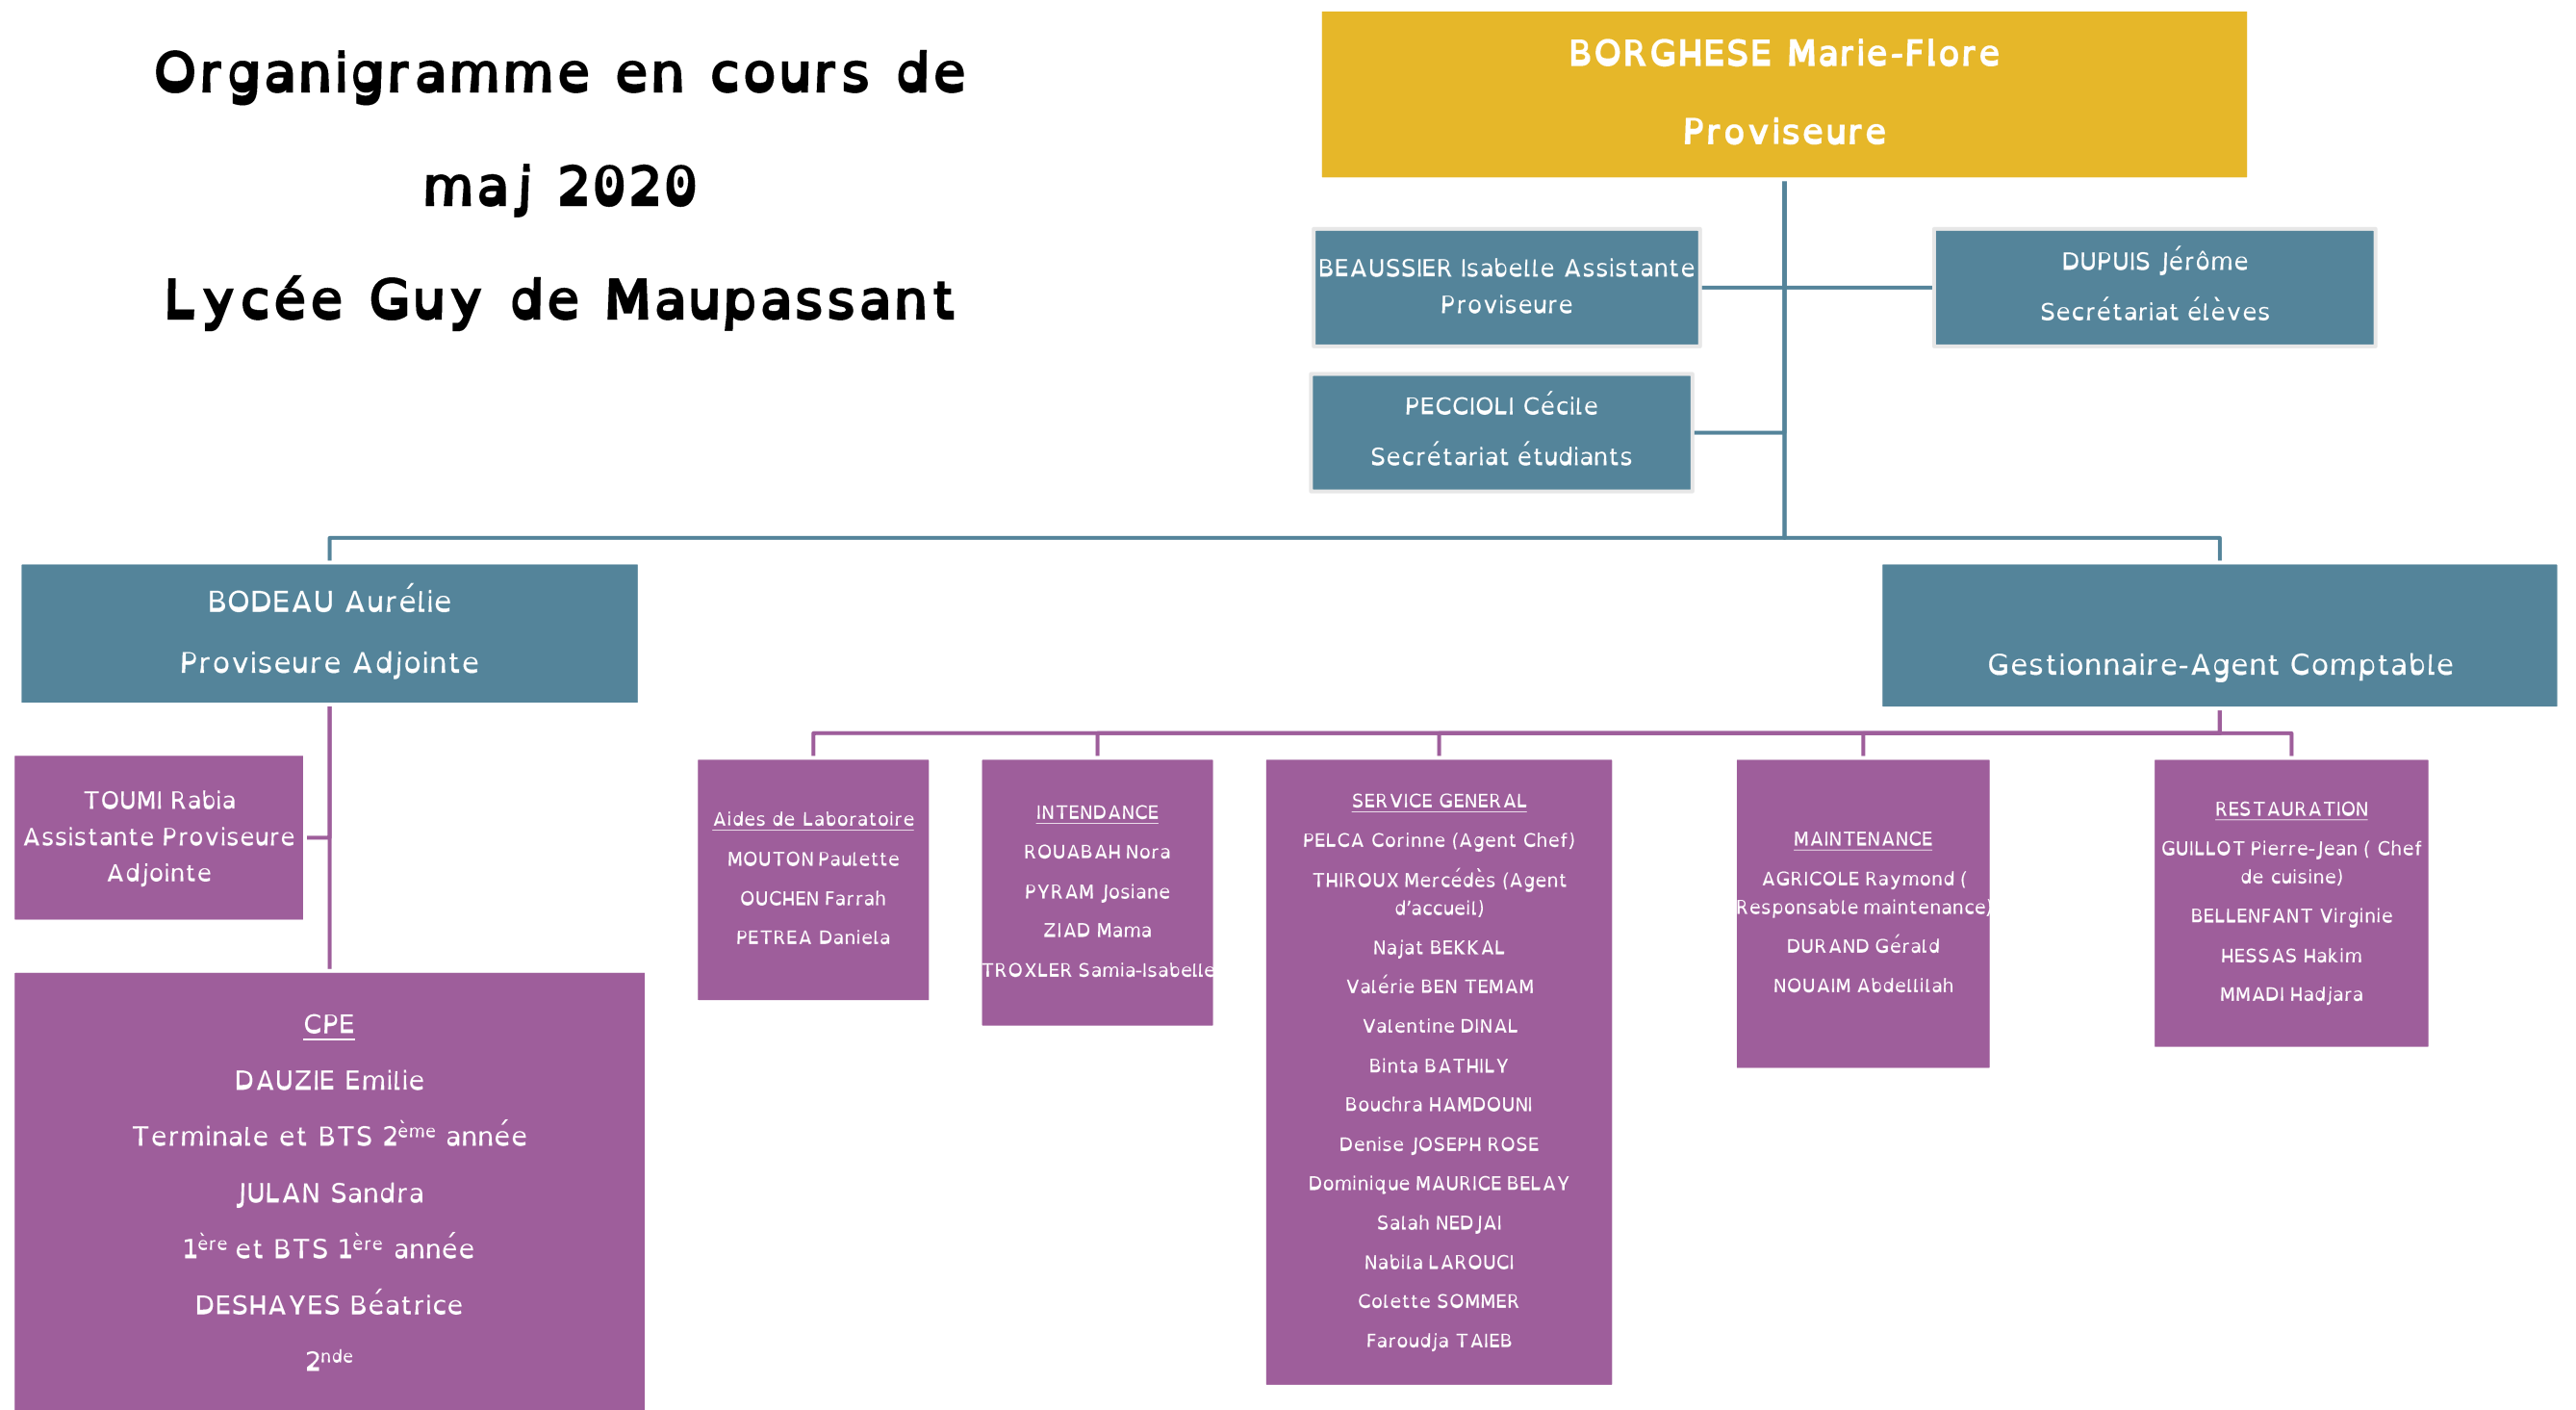 Organigramme en cours de
maj 2020
Lycée Guy de Maupassant
BORGHESE Marie-Flore
Proviseure
BEAUSSIER Isabelle Assistante
Proviseure
DUPUIS Jérôme
Secrétariat élèves
PECCIOLI Cécile
Secrétariat étudiants
BODEAU Aurélie
Proviseure Adjointe
Gestionnaire-Agent Comptable
TOUMI Rabia
Assistante Proviseure
Adjointe
CPE
DAUZIE Emilie
Terminale et BTS 2ème année
JULAN Sandra
1ère et BTS 1ère année
DESHAYES Béatrice
2nde
Aides de Laboratoire
MOUTON Paulette
OUCHEN Farrah
PETREA Daniela
INTENDANCE
ROUABAH Nora
PYRAM Josiane
ZIAD Mama
TROXLER Samia-Isabelle
SERVICE GENERAL
PELCA Corinne (Agent Chef)
THIROUX Mercédès (Agent
d’accueil)
Najat BEKKAL
Valérie BEN TEMAM
Valentine DINAL
Binta BATHILY
Bouchra HAMDOUNI
Denise JOSEPH ROSE
Dominique MAURICE BELAY
Salah NEDJAI
Nabila LAROUCI
Colette SOMMER
Faroudja TAIEB
MAINTENANCE
AGRICOLE Raymond (
Responsable maintenance)
DURAND Gérald
NOUAIM Abdellilah
RESTAURATION
GUILLOT Pierre-Jean ( Chef
de cuisine)
BELLENFANT Virginie
HESSAS Hakim
MMADI Hadjara